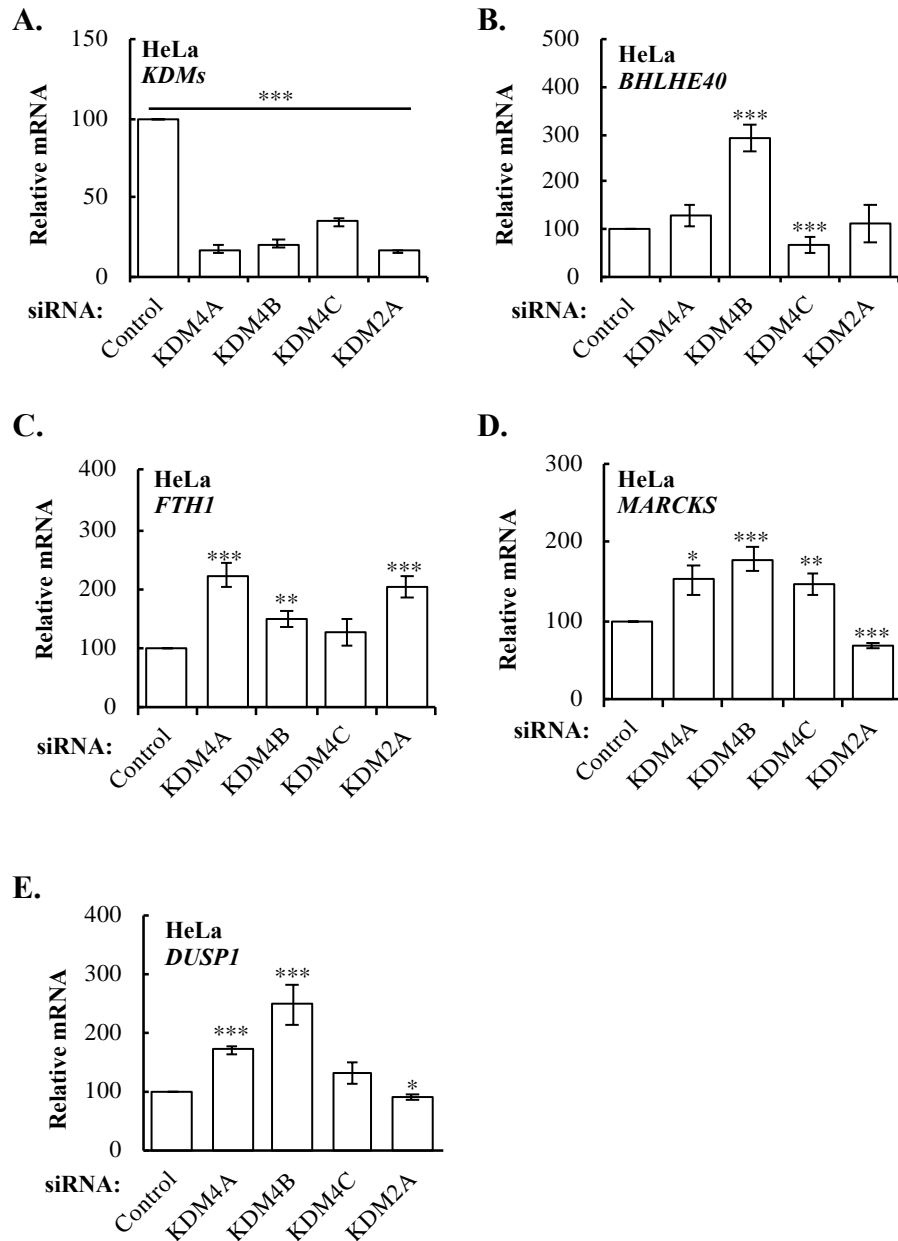 A.
150
100
50
0
Relative mRNA
HeLa
KDMs
***
siRNA:
Control
KDM4A
KDM4B
KDM4C
KDM2A
B.
500
400
300
200
100
0
Relative mRNA
HeLa
BHLHE40
***
***
siRNA:
Control
KDM4A
KDM4B
KDM4C
KDM2A
C.
400
300
200
100
0
Relative mRNA
HeLa
FTH1
***
**
***
siRNA:
Control
KDM4A
KDM4B
KDM4C
KDM2A
D.
300
200
100
0
Relative mRNA
HeLa
MARCKS
*
***
**
***
siRNA:
Control
KDM4A
KDM4B
KDM4C
KDM2A
E.
400
300
200
100
0
Relative mRNA
HeLa
DUSP1
***
***
*
siRNA:
Control
KDM4A
KDM4B
KDM4C
KDM2A